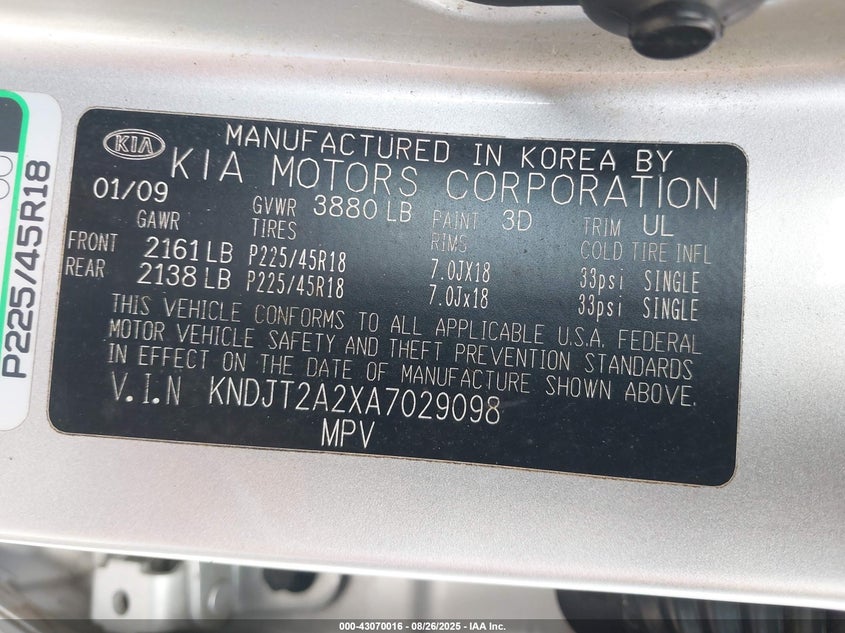 P225/45R18
KIA
MANUFACTURED IN KOREA BY
KIA MOTORS CORPORATION
01/09 GVWR 3880 LB PAINT 3D TRIM UL
GAWR TIRES RIMS COLD TIRE INFL
FRONT 2161 LB P225/45R18 7.0JX18 33psi SINGLE
REAR 2138 LB P225/45R18 7.0Jx18 33psi SINGLE
THIS VEHICLE CONFORMS TO ALL APPLICABLE U.S.A. FEDERAL
MOTOR VEHICLE SAFETY AND THEFT PREVENTION STANDARDS
IN EFFECT ON THE DATE OF MANUFACTURE SHOWN ABOVE.
V.I.N KNDJT2A2XA7029098
MPV
000-43070016 - 08/26/2025 - IAA Inc.